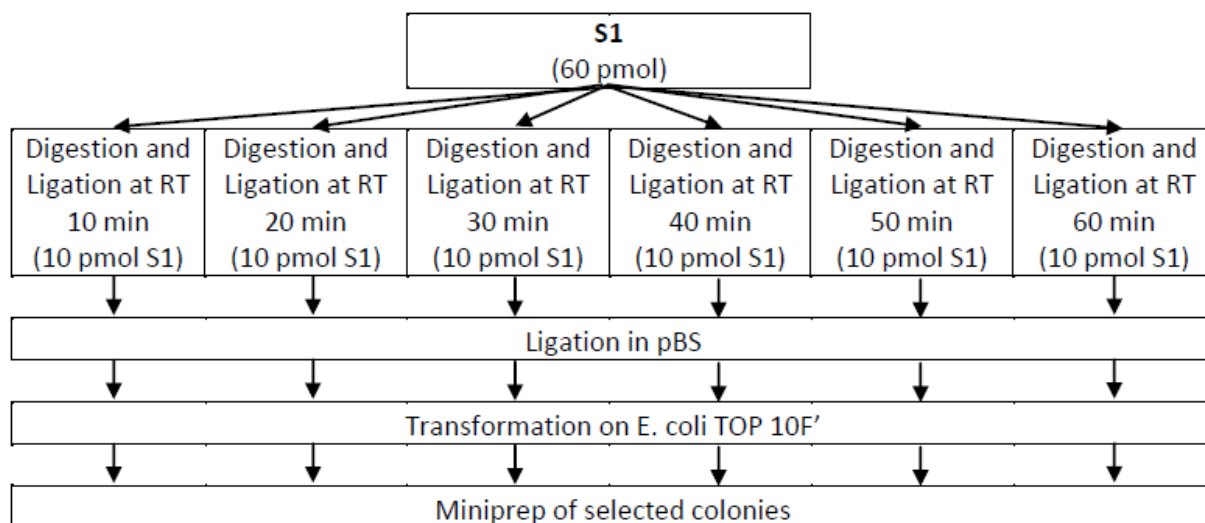 S1
(60 pmol)
Digestion and
Ligation at RT
10 min
(10 pmol S1)
Digestion and
Ligation at RT
20 min
(10 pmol S1)
Digestion and
Ligation at RT
30 min
(10 pmol S1)
Digestion and
Ligation at RT
40 min
(10 pmol S1)
Digestion and
Ligation at RT
50 min
(10 pmol S1)
Digestion and
Ligation at RT
60 min
(10 pmol S1)
Ligation in pBS
Transformation on E. coli TOP 10F’
Miniprep of selected colonies